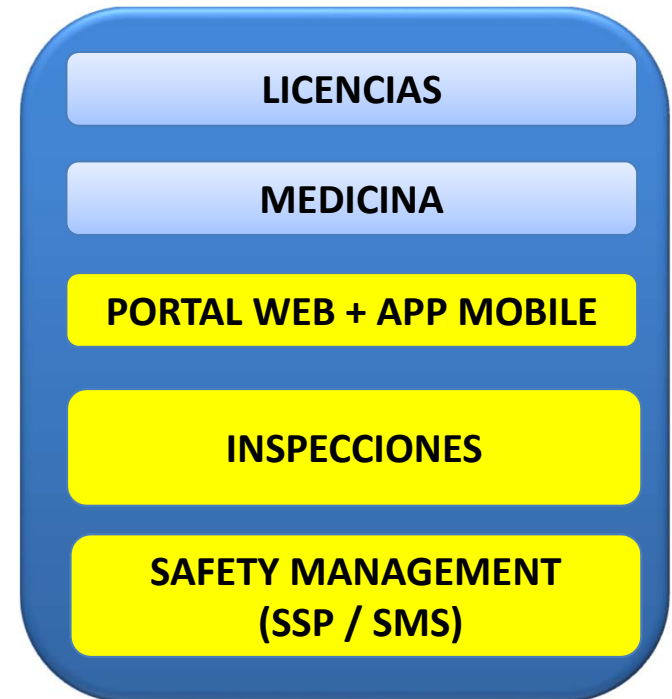 LICENCIAS
MEDICINA
PORTAL WEB + APP MOBILE
INSPECCIONES
SAFETY MANAGEMENT
(SSP / SMS)